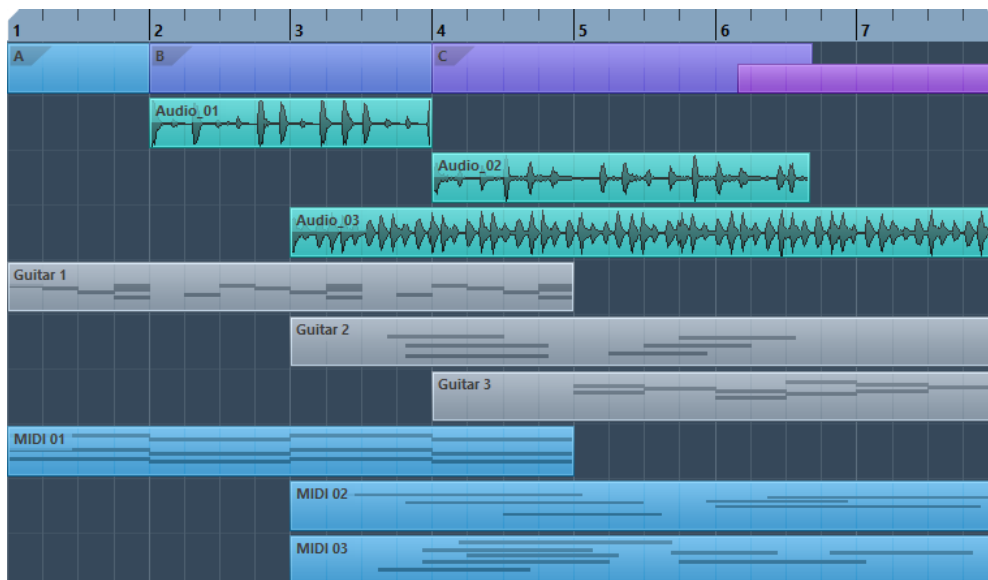 1 2 3 4 5 6 7
A B C
Audio_01
Audio_02
Audio_03
Guitar 1
Guitar 2
Guitar 3
MIDI 01
MIDI 02
MIDI 03